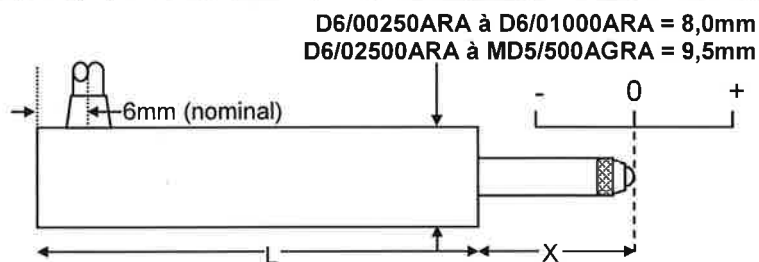 D6/00250ARA à D6/01000ARA = 8,0mm
D6/02500ARA à MD5/500AGRA = 9,5mm
- 0 +
6mm (nominal)
L
X